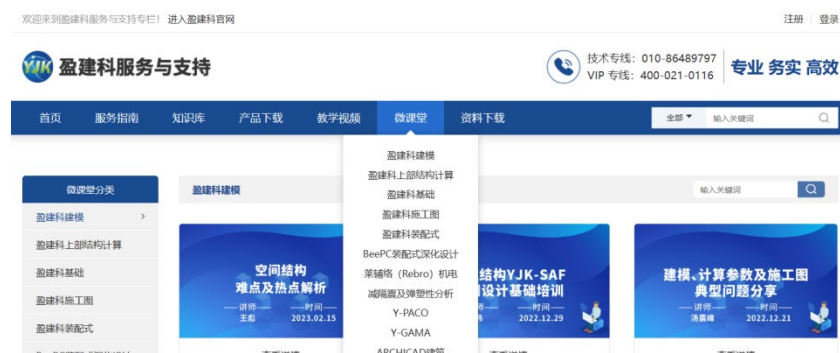 欢迎来到盈建科服务与支持专栏！ 进入盈建科官网
注册 登录
YJK 盈建科服务与支持
技术专线：010-86489797
VIP 专线：400-021-0116
专业 务实 高效
首页 服务指南 知识库 产品下载 教学视频 微课堂 资料下载
全部 输入关键词
盈建科建模
盈建科上部结构计算
盈建科基础
盈建科施工图
盈建科装配式
BeePC装配式深化设计
莱辅络（Rebro）机电
减隔震及弹塑性分析
Y-PACO
Y-GAMA
ARCHICAD建筑
微课堂分类
盈建科建模
盈建科上部结构计算
盈建科基础
盈建科施工图
盈建科装配式
盈建科建模
输入关键词
空间结构
难点及热点解析
讲师 时间
王彪 2023.02.15
结构YJK-SAF
设计基础培训
时间
2022.12.29
建模、计算参数及施工图
典型问题分享
讲师 时间
汤震峰 2022.12.21